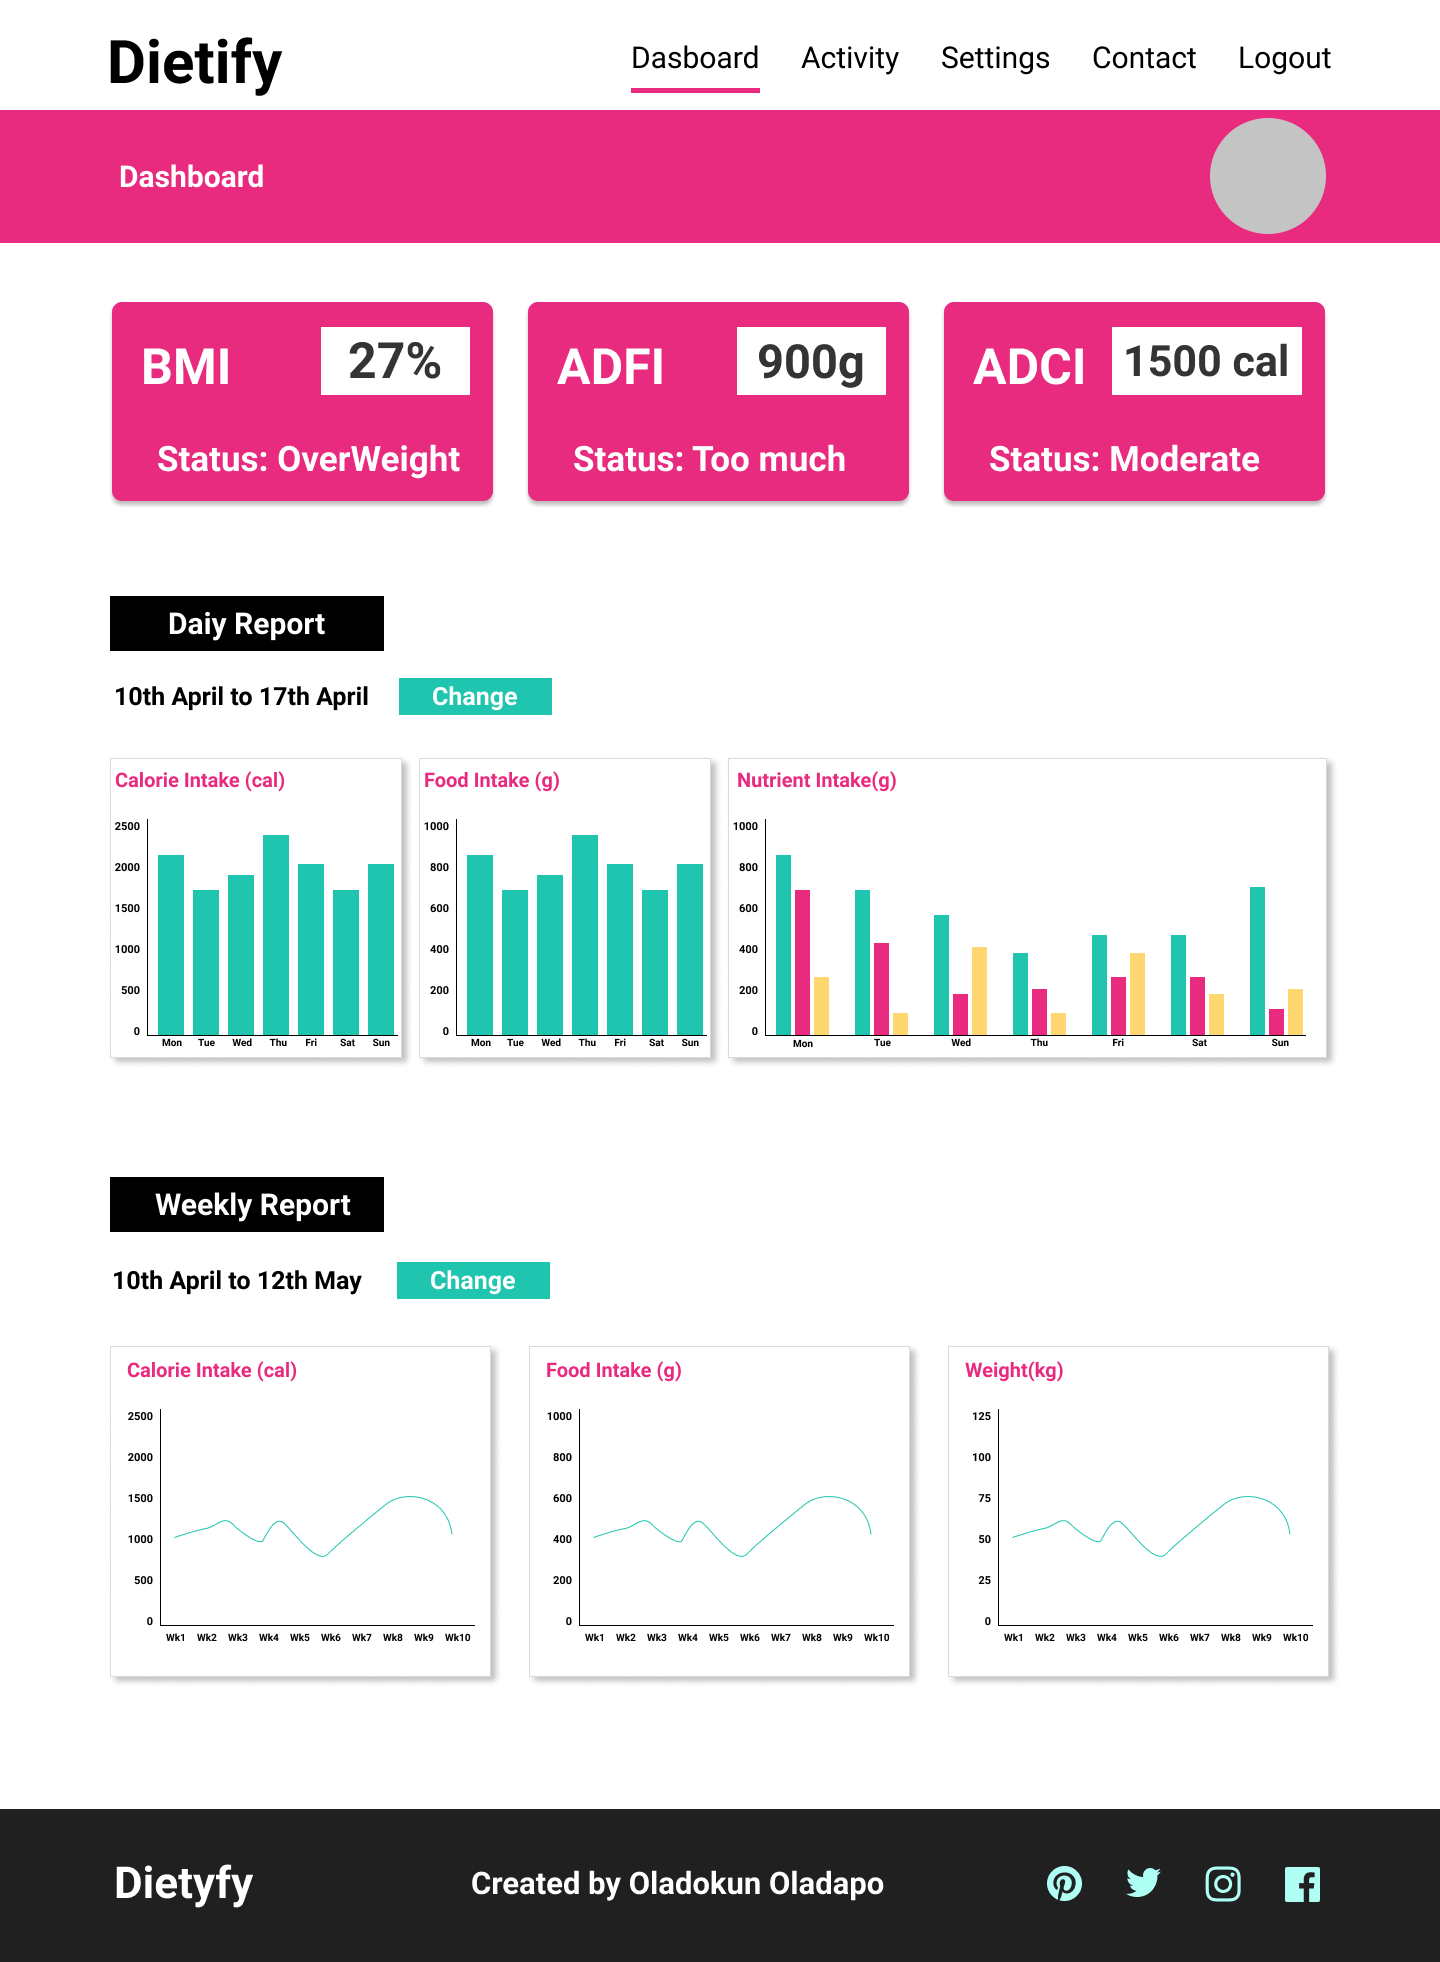 Dietify
Dasboard Activity Settings Contact Logout
Dashboard
BMI 27%
Status: OverWeight
ADFI 900g
Status: Too much
ADCI 1500 cal
Status: Moderate
Daiy Report
10th April to 17th April Change
Calorie Intake (cal)
2500
2000
1500
1000
500
0
Mon Tue Wed Thu Fri Sat Sun
Food Intake (g)
1000
800
600
400
200
0
Mon Tue Wed Thu Fri Sat Sun
Nutrient Intake(g)
1000
800
600
400
200
0
Mon Tue Wed Thu Fri Sat Sun
Weekly Report
10th April to 12th May Change
Calorie Intake (cal)
2500
2000
1500
1000
500
0
Wk1 Wk2 Wk3 Wk4 Wk5 Wk6 Wk7 Wk8 Wk9 Wk10
Food Intake (g)
1000
800
600
400
200
0
Wk1 Wk2 Wk3 Wk4 Wk5 Wk6 Wk7 Wk8 Wk9 Wk10
Weight(kg)
125
100
75
50
25
0
Wk1 Wk2 Wk3 Wk4 Wk5 Wk6 Wk7 Wk8 Wk9 Wk10
Dietyfy
Created by Oladokun Oladapo